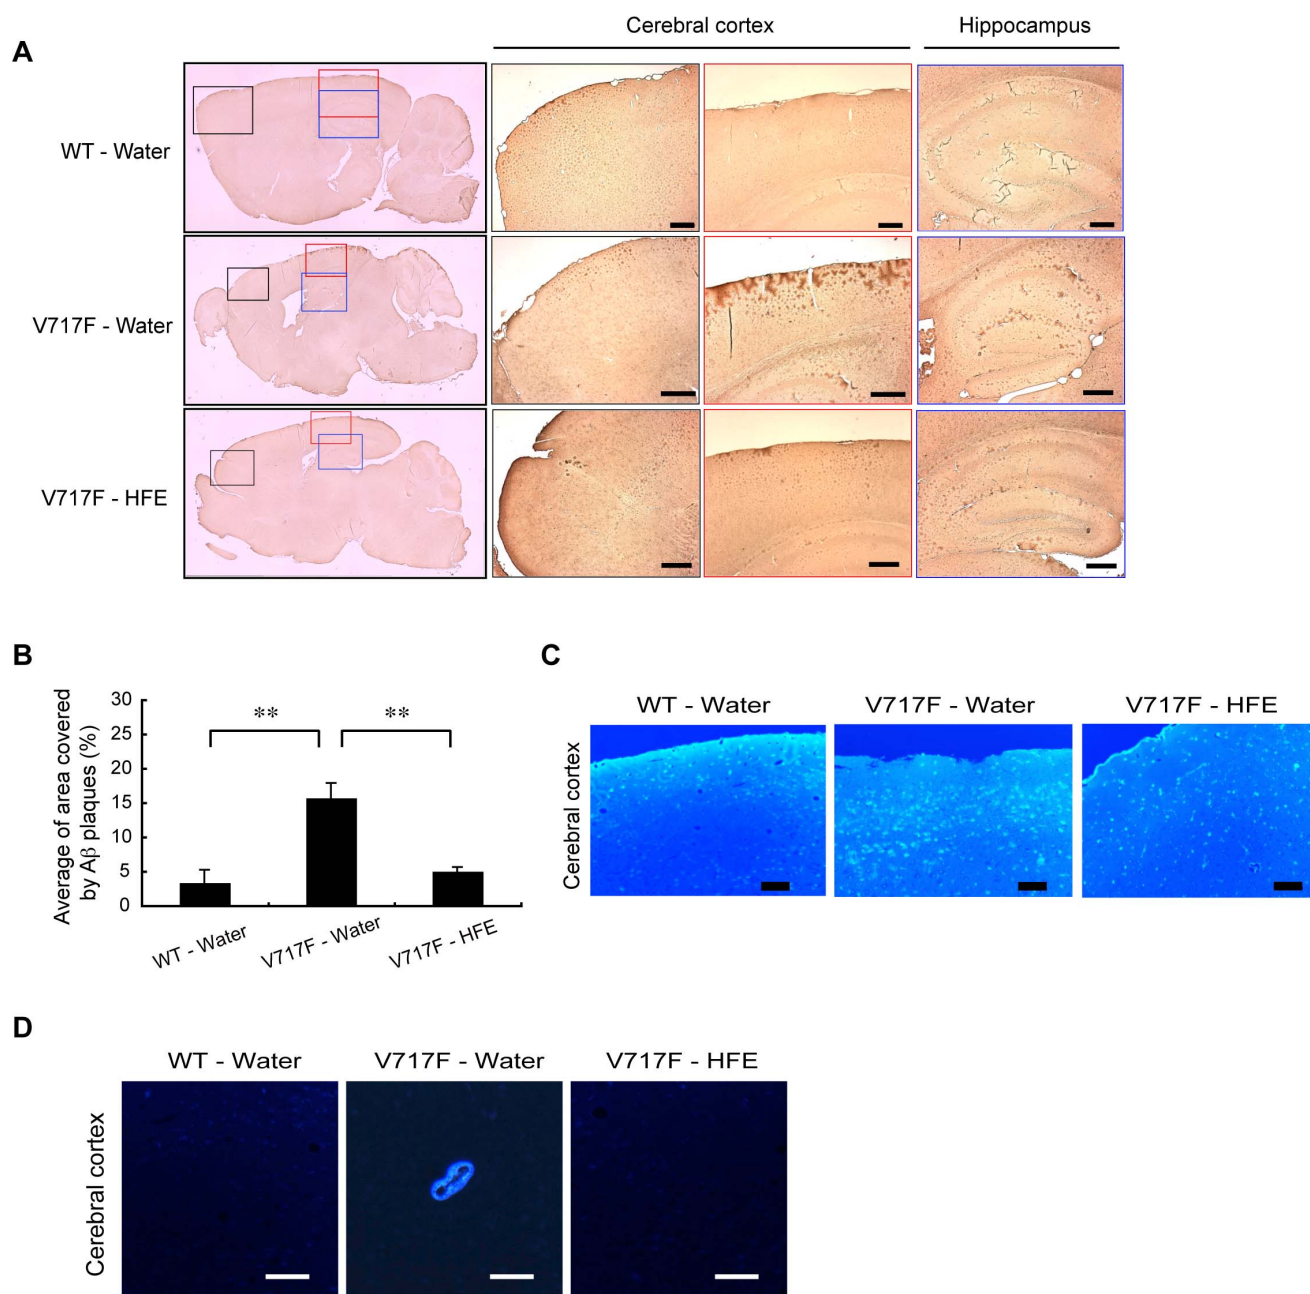 A
Cerebral cortex
Hippocampus
WT - Water
V717F - Water
V717F - HFE
B
Average of area covered
by Aβ plaques (%)
30
25
20
15
10
5
0
**
**
WT - Water
V717F - Water
V717F - HFE
C
WT - Water
V717F - Water
V717F - HFE
Cerebral cortex
D
WT - Water
V717F - Water
V717F - HFE
Cerebral cortex